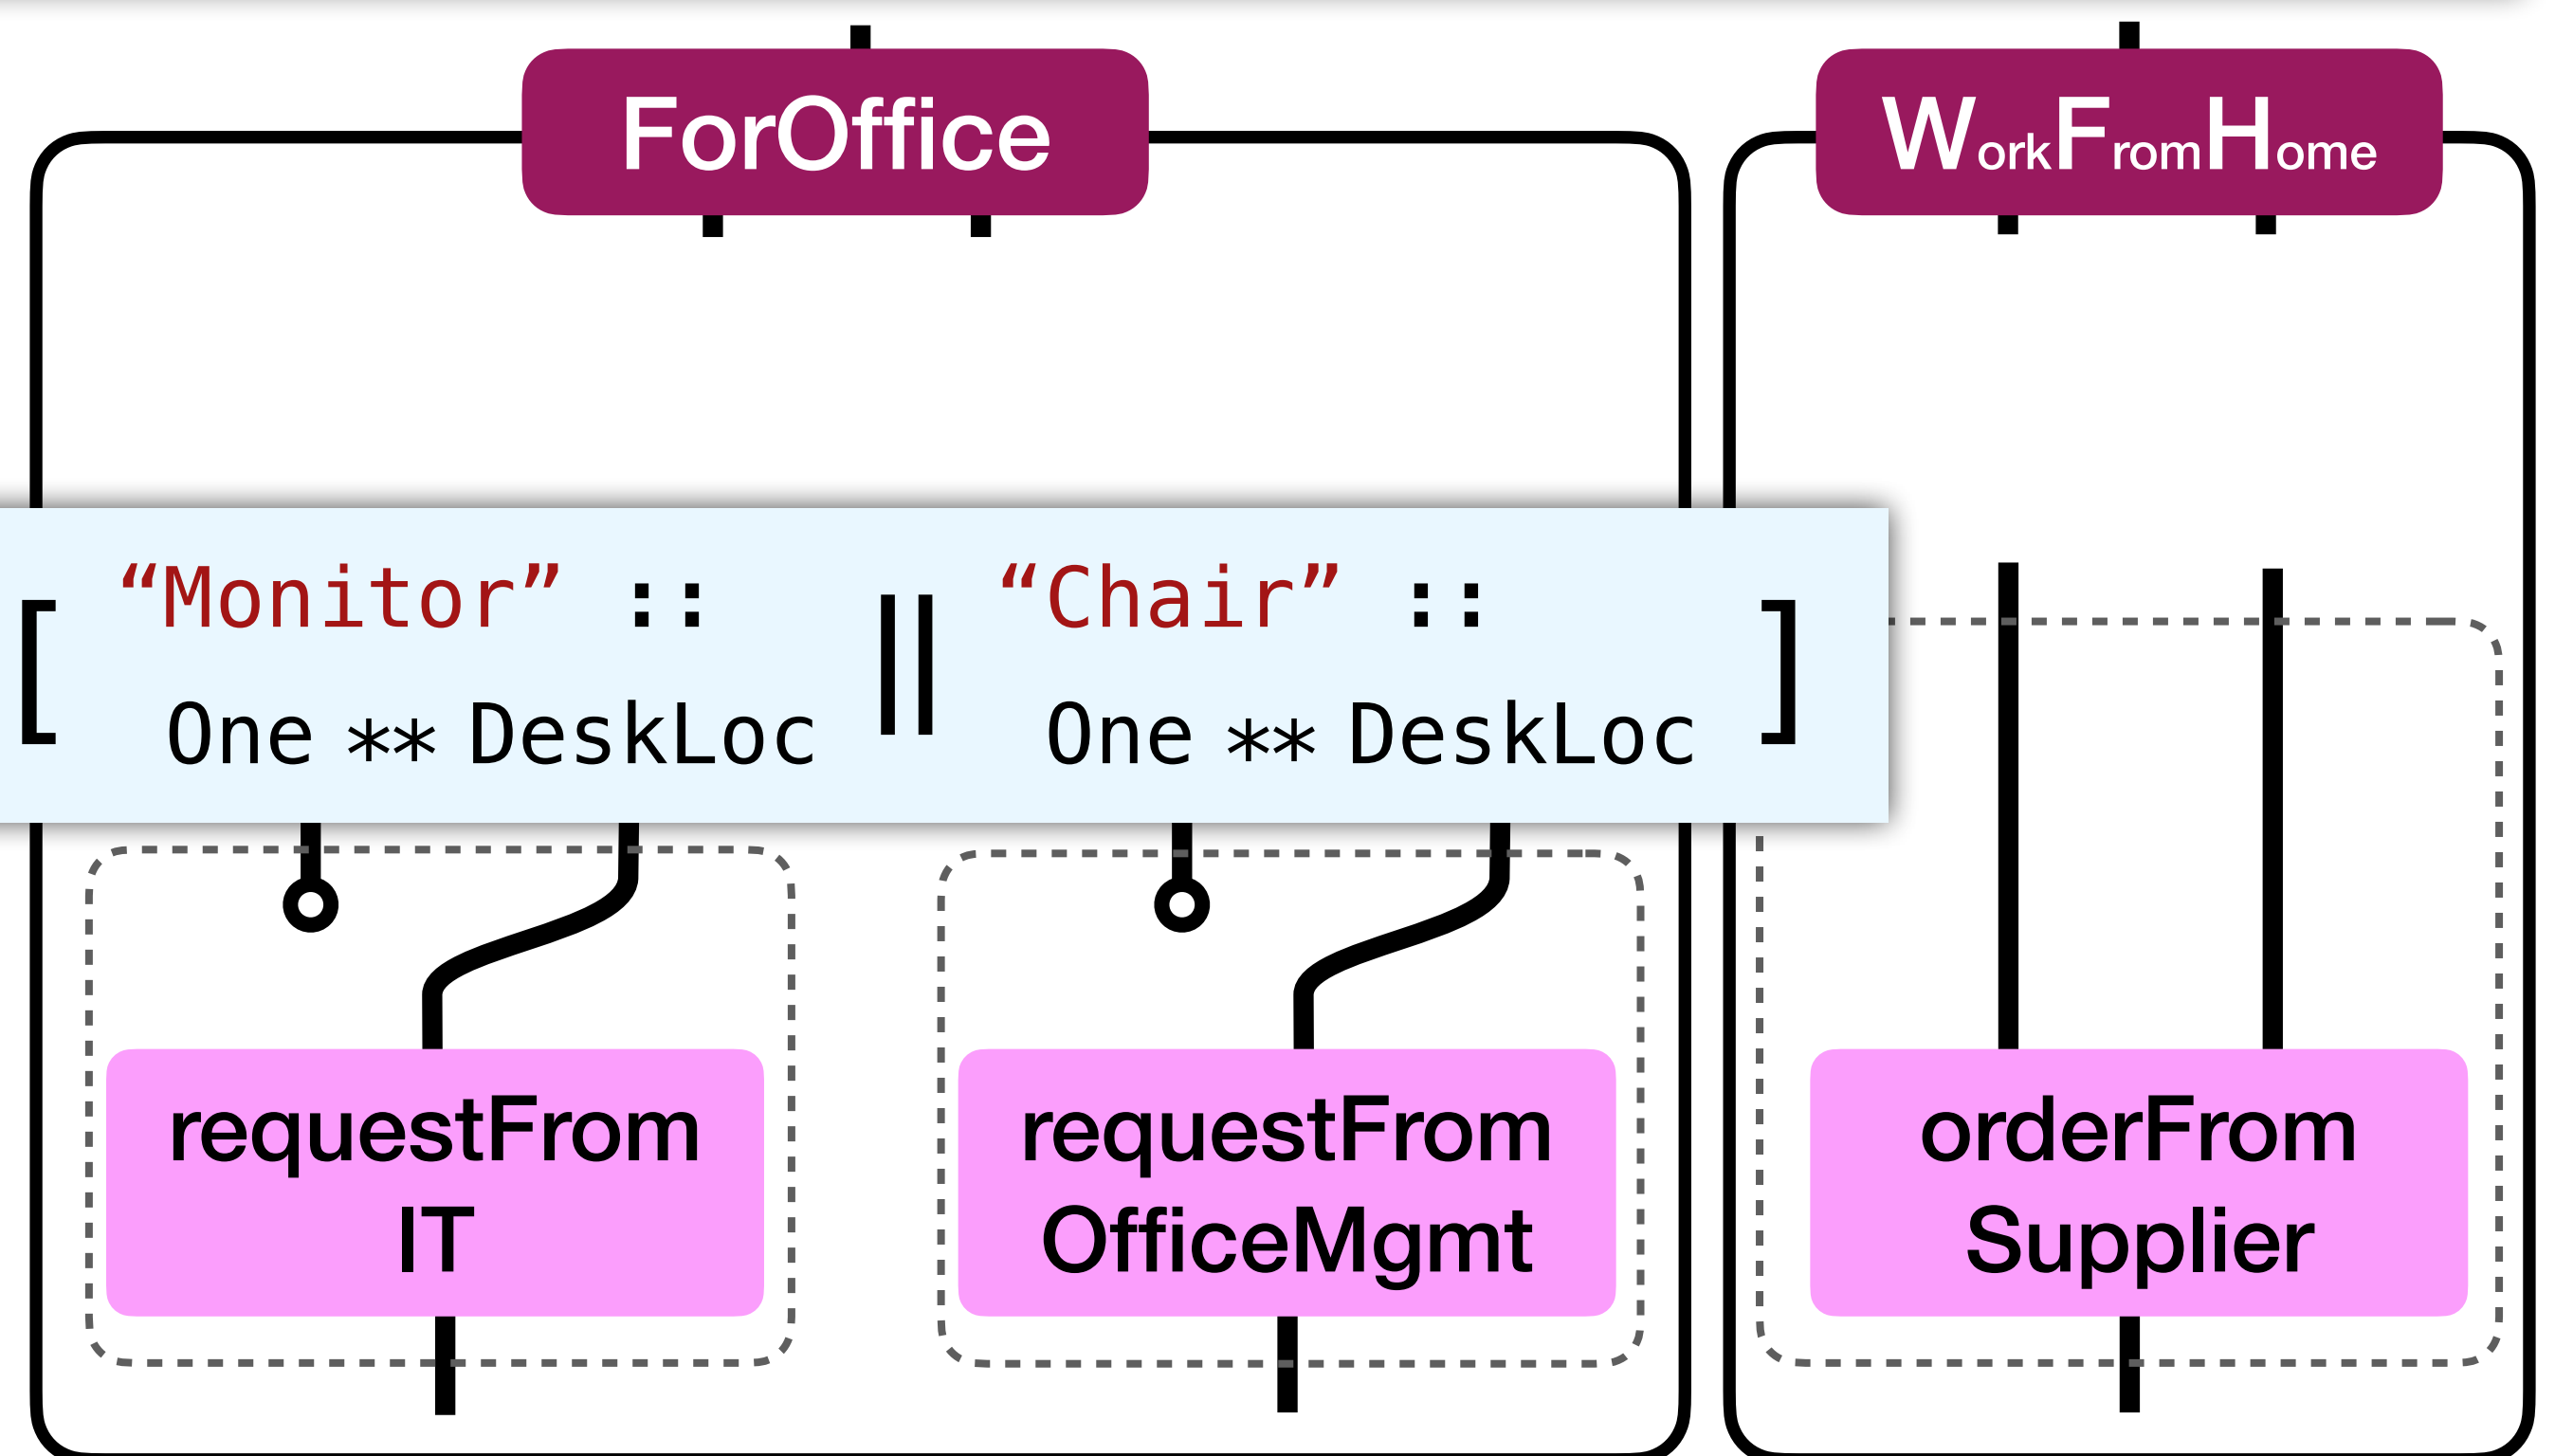 ForOffice
WorkFromHome
[ “Monitor” :: || “Chair” :: ]
One ** DeskLoc One ** DeskLoc
requestFrom
IT
requestFrom
OfficeMgmt
orderFrom
Supplier